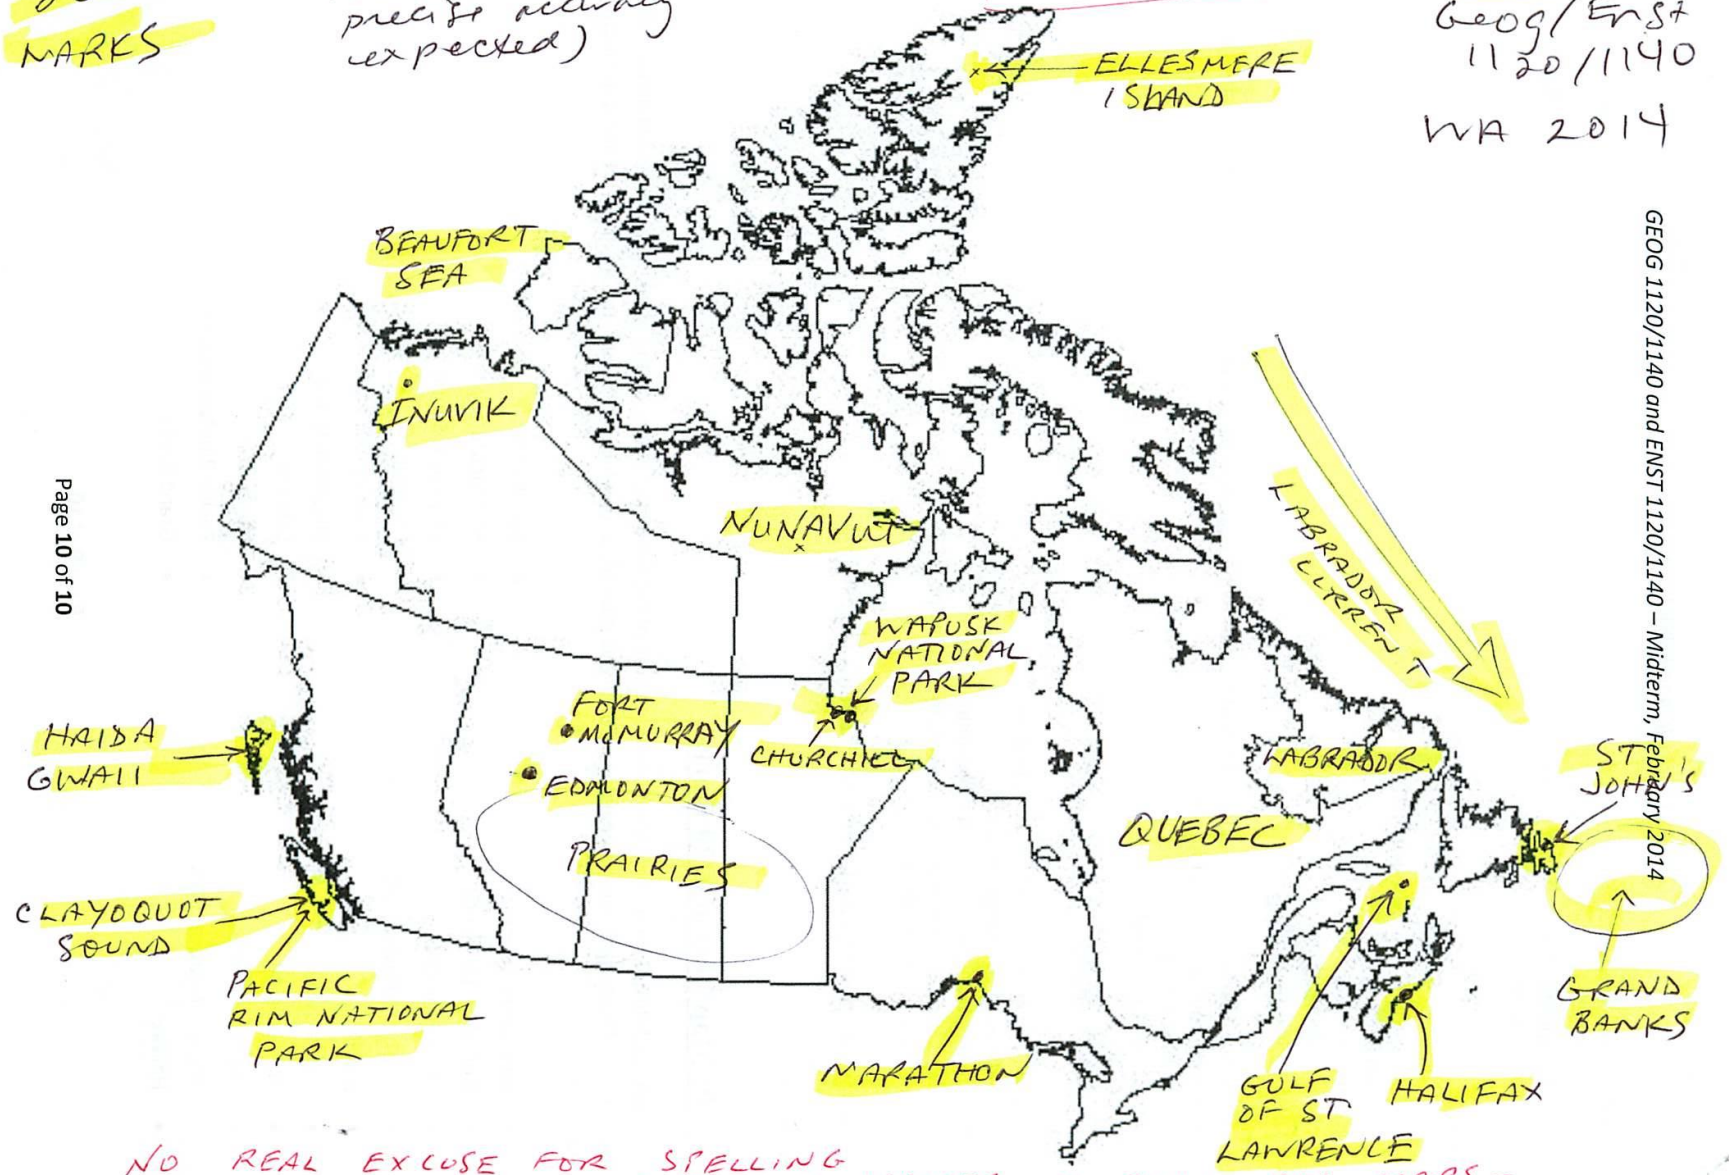 MARKS
precise accuracy
expected)
Geog/Enst
1120/1140
WA 2014
ELLESMERE
ISLAND
BEAUFORT
SEA
INUVIK
NUNAVUT
LABRADOR
CURRENT
WAPUSK
NATIONAL
PARK
FORT
McMURRAY
CHURCHILL
EDMONTON
PRAIRIES
HAIDA
GWAII
LABRADOR
QUEBEC
ST
JOHN'S
CLAYOQUOT
SOUND
PACIFIC
RIM NATIONAL
PARK
MARATHON
GULF
OF ST
LAWRENCE
HALIFAX
GRAND
BANKS
GEOG 1120/1140 and ENST 1120/1140 – Midterm, February 2014
Page 10 of 10
NO REAL EXCUSE FOR SPELLING